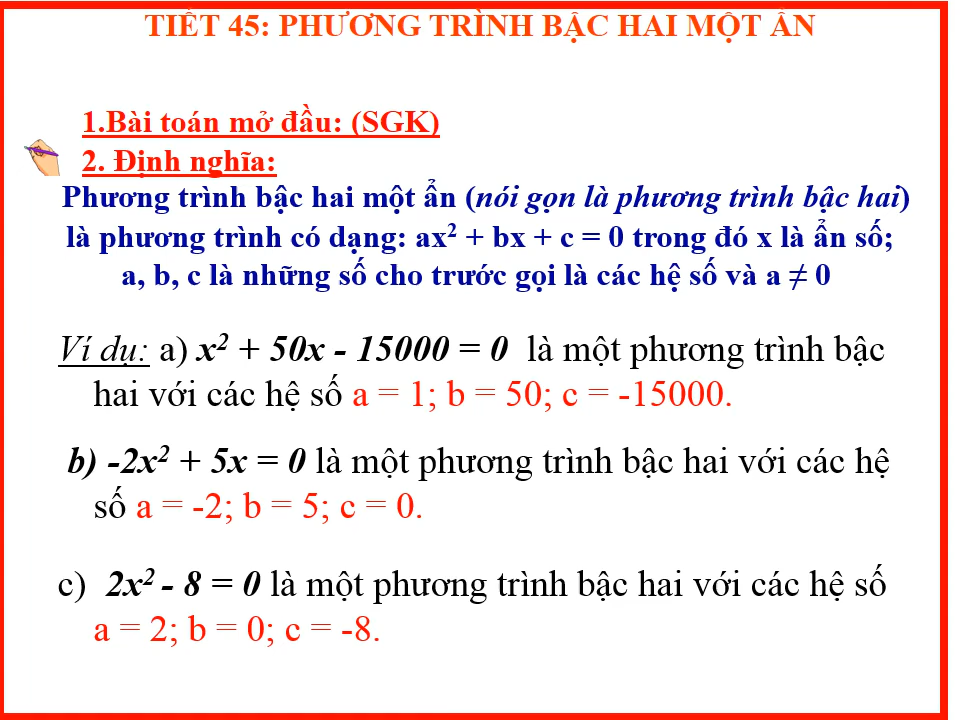 TIẾT 45: PHƯƠNG TRÌNH BẬC HAI MỘT ẨN
1.Bài toán mở đầu: (SGK)
2. Định nghĩa:
Phương trình bậc hai một ẩn (nói gọn là phương trình bậc hai)
là phương trình có dạng: ax² + bx + c = 0 trong đó x là ẩn số;
a, b, c là những số cho trước gọi là các hệ số và a ≠ 0
Ví dụ: a) x² + 50x - 15000 = 0 là một phương trình bậc
hai với các hệ số a = 1; b = 50; c = -15000.
b) -2x² + 5x = 0 là một phương trình bậc hai với các hệ
số a = -2; b = 5; c = 0.
c) 2x² - 8 = 0 là một phương trình bậc hai với các hệ số
a = 2; b = 0; c = -8.